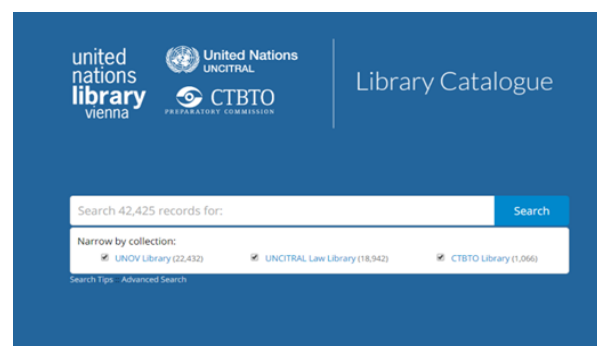 united
nations
library
vienna
United Nations
UNCITRAL
CTBTO
PREPARATORY COMMISSION
Library Catalogue
Search 42,425 records for:
Search
Narrow by collection:
UNOV Library (22,432) UNCITRAL Law Library (18,942) CTBTO Library (1,066)
Search Tips Advanced Search